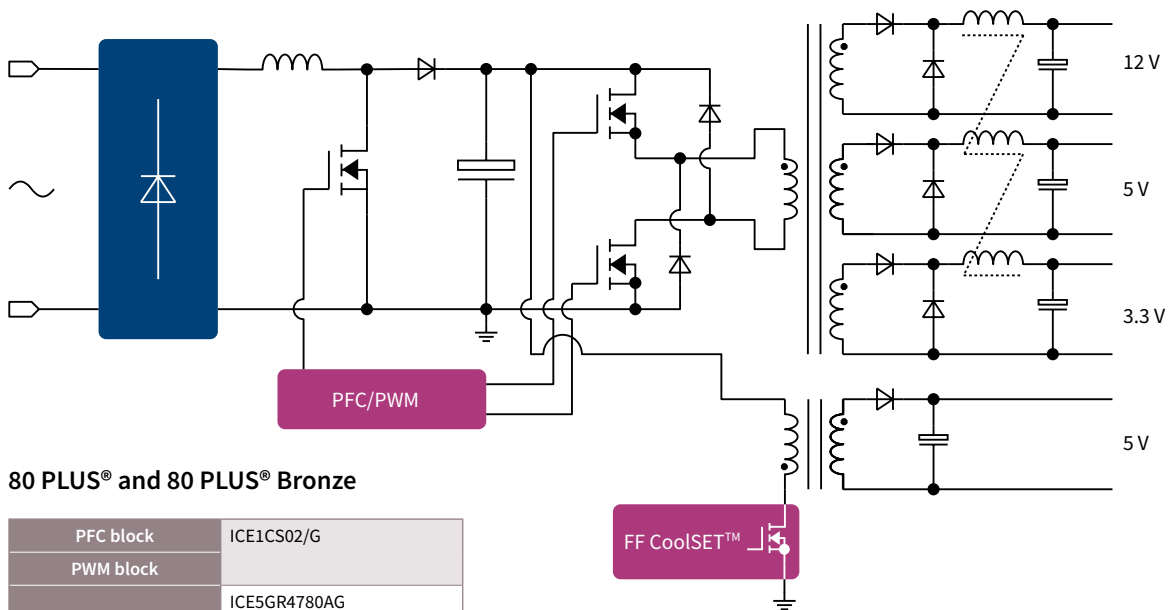 12 V
5 V
3.3 V
PFC/PWM
5 V
80 PLUS® and 80 PLUS® Bronze
FF CoolSET™
PFC block ICE1CS02/G
PWM block
ICE5GR4780AG